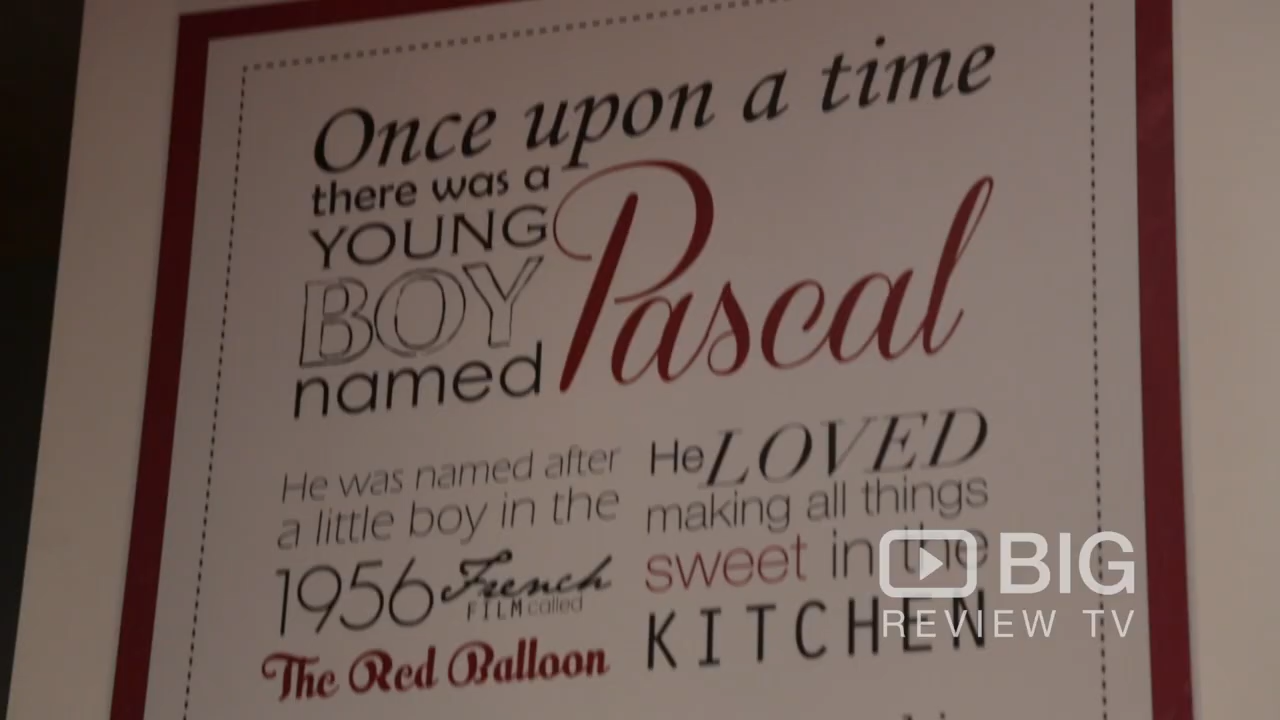 Once upon a time
there was a
YOUNG
BOY
named
Pascal
He was named after
a little boy in the
1956 French
FILM called
The Red Balloon
He LOVED
making all things
sweet in the
KITCHEN
BIG
REVIEW TV